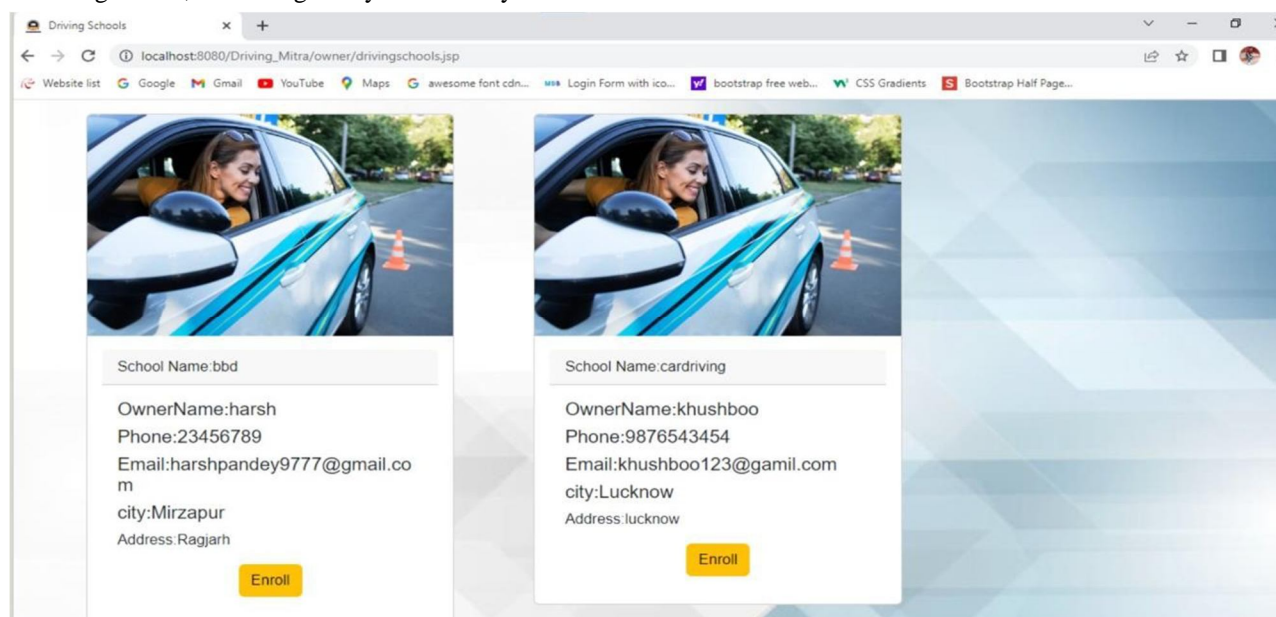 Driving Schools
localhost:8080/Driving_Mitra/owner/drivingschools.jsp
Website list Google Gmail YouTube Maps awesome font cdn... Login Form with ico... bootstrap free web... CSS Gradients Bootstrap Half Page...
School Name:bbd
OwnerName:harsh
Phone:23456789
Email:harshpandey9777@gmail.co
m
city:Mirzapur
Address:Ragjarh
Enroll
School Name:cardriving
OwnerName:khushboo
Phone:9876543454
Email:khushboo123@gamil.com
city:Lucknow
Address:lucknow
Enroll